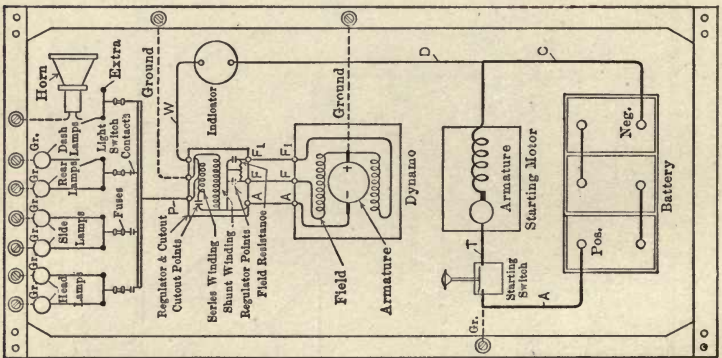 Horn
Extra
Gr.
Dash
Lamps
Light
Switch
Contacts
Gr.
Rear
Lamps
Gr.
Side
Lamps
Gr.
Fuses
Gr.
Head
Lamps
Gr.
Ground
W
P
Indicator
Ground
D
C
Regulator & Cutout
Cutout Points
Series Winding
Shunt Winding
Regulator Points
Field Resistance
F1
F
A
F1
F
A
+
-
Dynamo
Field
Armature
Armature
Starting Motor
T
Starting
Switch
Gr.
A
Neg.
Pos.
Battery